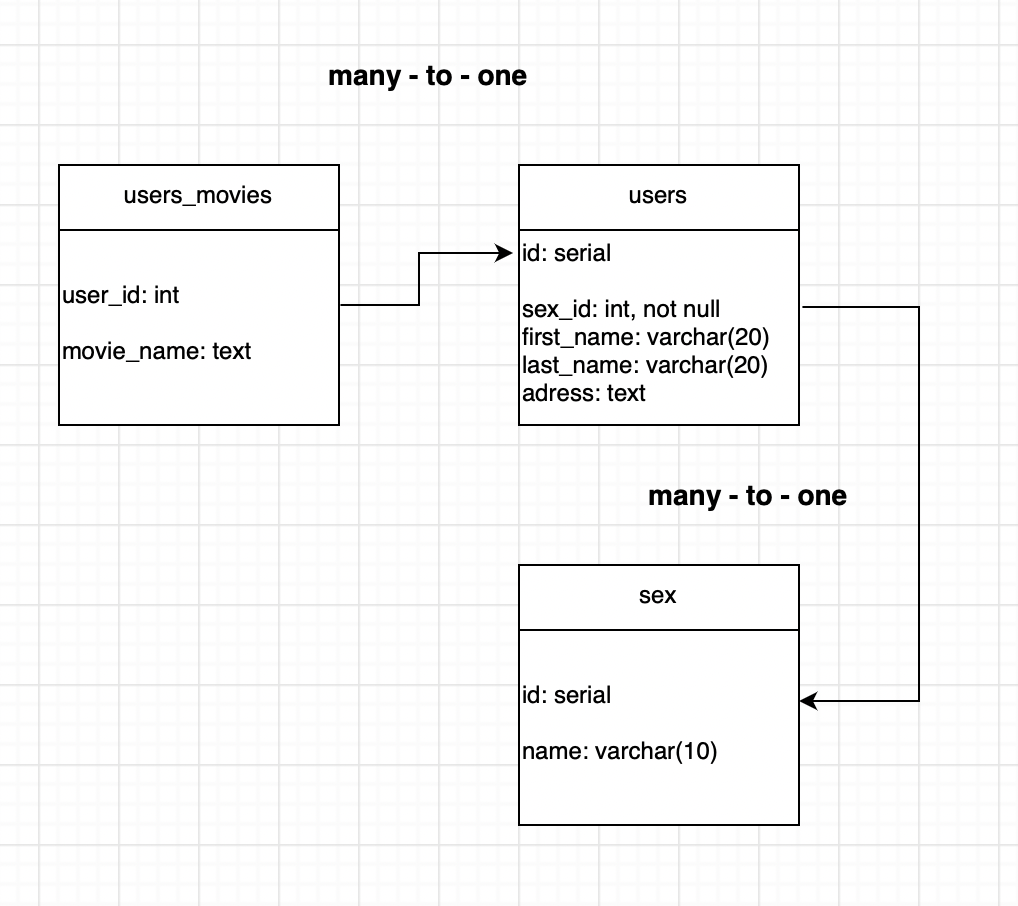 many - to - one
users_movies
user_id: int
movie_name: text
users
id: serial
sex_id: int, not null
first_name: varchar(20)
last_name: varchar(20)
adress: text
many - to - one
sex
id: serial
name: varchar(10)